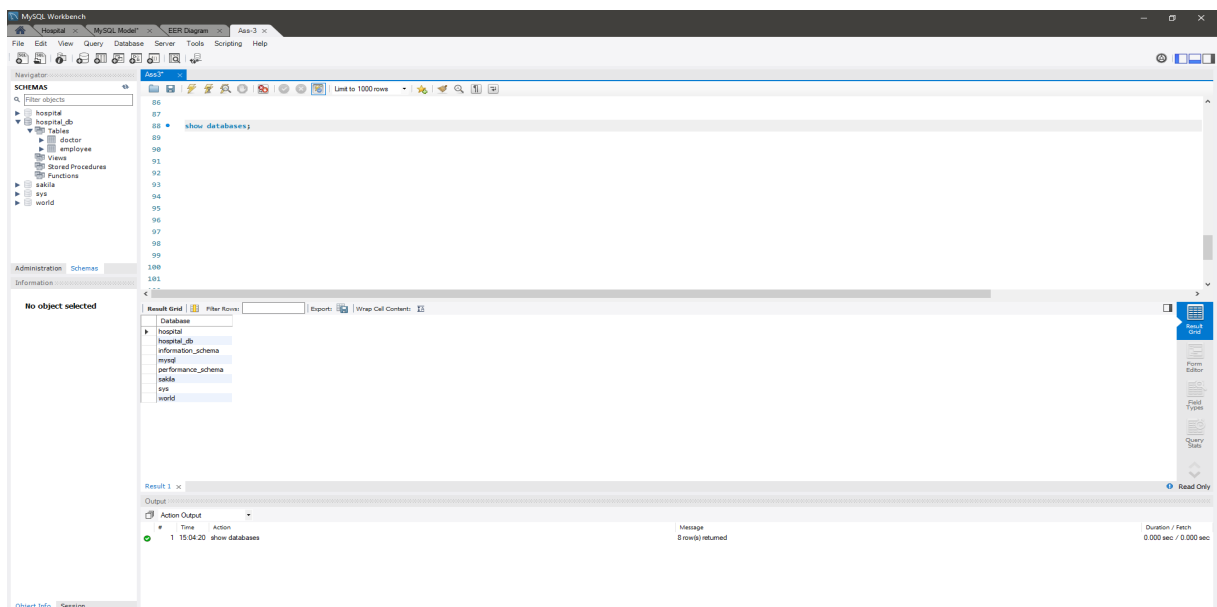 MySQL Workbench
Hospital × MySQL Model* × EER Diagram × Ass-3 ×
File Edit View Query Database Server Tools Scripting Help
Navigator
SCHEMAS
Filter objects
hospital
hospital_db
Tables
doctor
employee
Views
Stored Procedures
Functions
sakila
sys
world
Administration Schemas
Information
No object selected
Object Info Session
Ass3* ×
Limit to 1000 rows
86
87
88 show databases;
89
90
91
92
93
94
95
96
97
98
99
100
101
Result Grid Filter Rows: Export: Wrap Cell Content:
Database
hospital
hospital_db
information_schema
mysql
performance_schema
sakila
sys
world
Result
Grid
Form
Editor
Field
Types
Query
Stats
Result 1 × Read Only
Output
Action Output
# Time Action Message Duration / Fetch
1 15:04:20 show databases 8 row(s) returned 0.000 sec / 0.000 sec